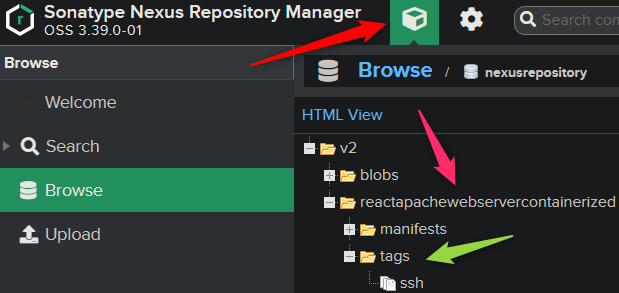 Sonatype Nexus Repository Manager
OSS 3.39.0-01
Search com
Browse
Browse / nexusrepository
Welcome
HTML View
Search
v2
blobs
Browse
reactapachewebservercontainerized
manifests
Upload
tags
ssh